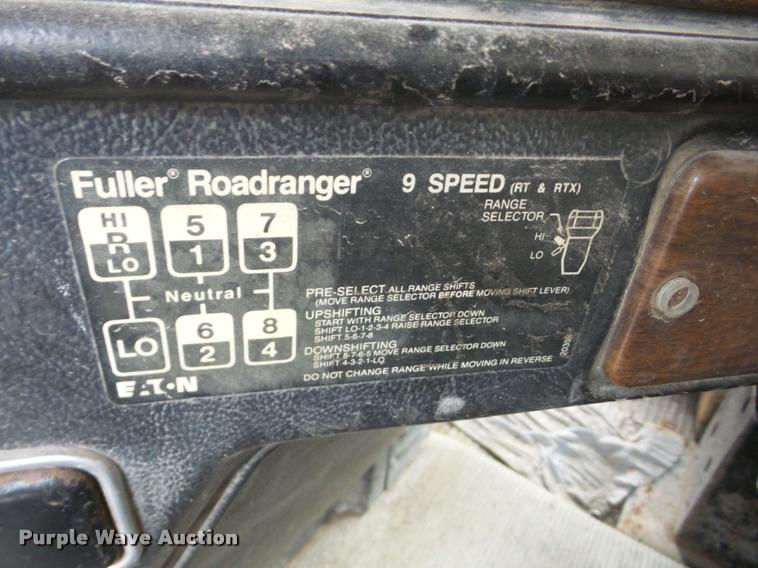 Fuller® Roadranger® 9 SPEED (RT & RTX)
HI
R
LO
5
1
7
3
Neutral
LO
6
2
8
4
EATON
RANGE
SELECTOR
HI
LO
PRE-SELECT ALL RANGE SHIFTS
(MOVE RANGE SELECTOR BEFORE MOVING SHIFT LEVER)
UPSHIFTING
START WITH RANGE SELECTOR DOWN
SHIFT LO-1-2-3-4 RAISE RANGE SELECTOR
SHIFT 5-6-7-8
DOWNSHIFTING
SHIFT 8-7-6-5 MOVE RANGE SELECTOR DOWN
SHIFT 4-3-2-1-LO
DO NOT CHANGE RANGE WHILE MOVING IN REVERSE
Purple Wave Auction